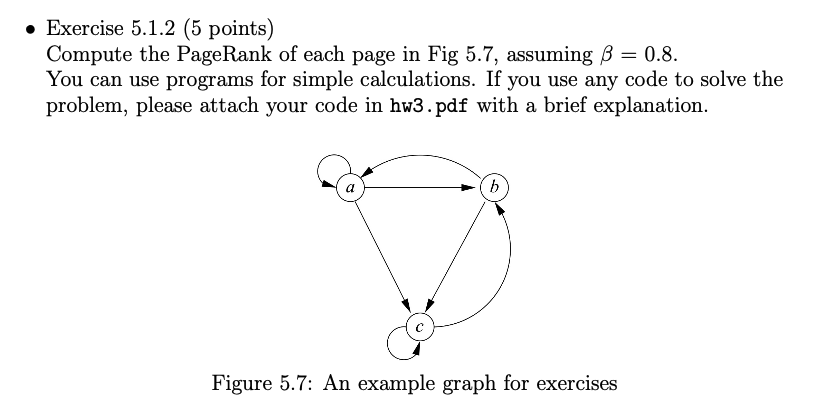 • Exercise 5.1.2 (5 points)
Compute the PageRank of each page in Fig 5.7, assuming β = 0.8.
You can use programs for simple calculations. If you use any code to solve the
problem, please attach your code in hw3.pdf with a brief explanation.
a
b
c
Figure 5.7: An example graph for exercises